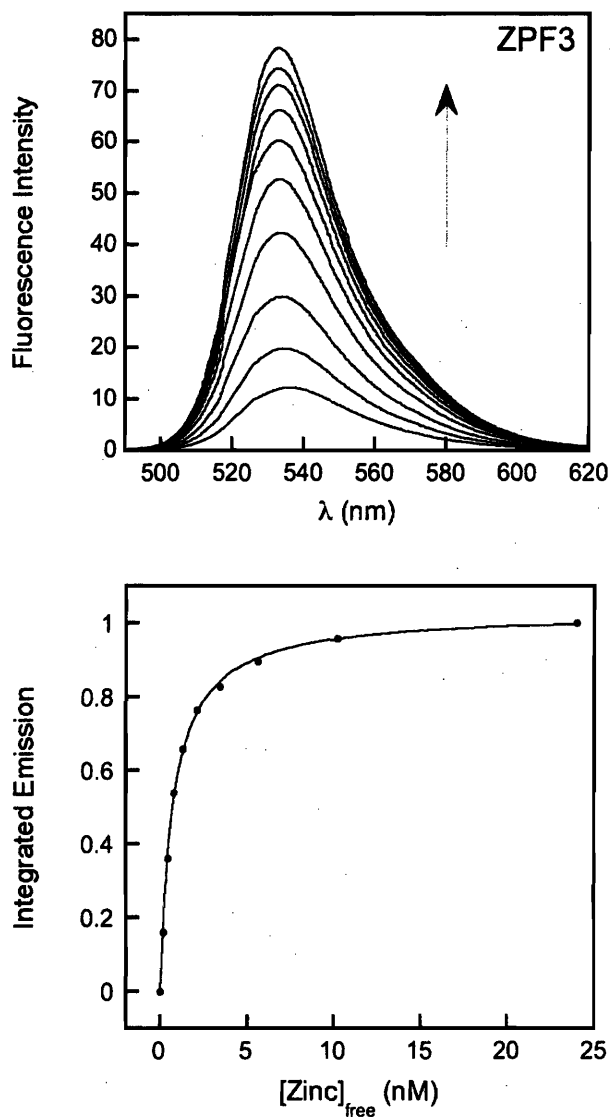 ZPF3
80
70
60
50
40
30
20
10
0
Fluorescence Intensity
500 520 540 560 580 600 620
λ (nm)
1
0.8
0.6
0.4
0.2
0
Integrated Emission
0 5 10 15 20 25
[Zinc]free (nM)